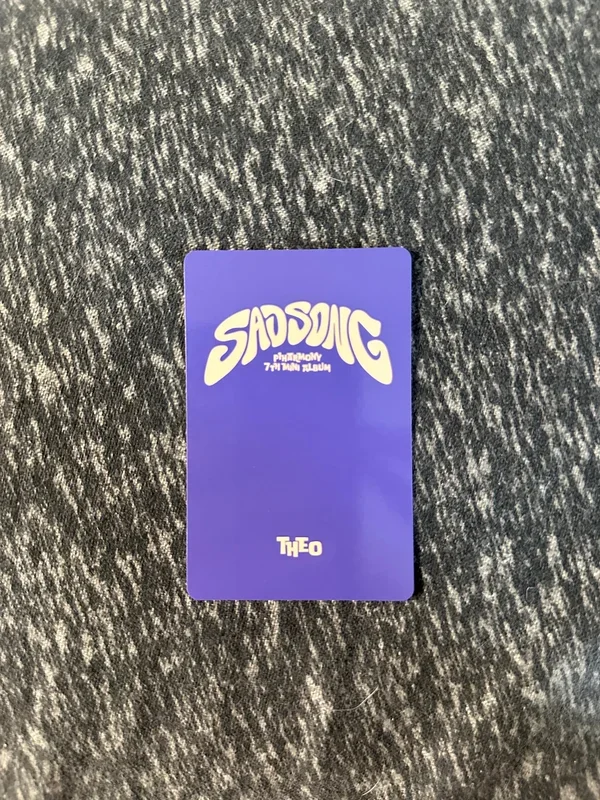 SADSONG
P1HARMONY
7TH MINI ALBUM
THEO